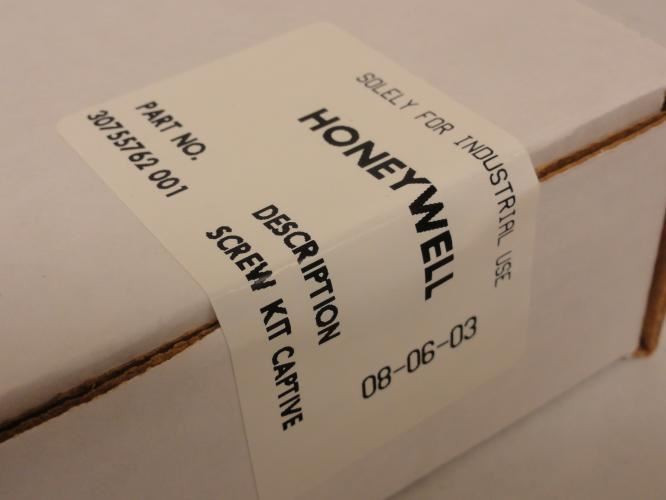 SOLELY FOR INDUSTRIAL USE
HONEYWELL
08-06-03
PART NO.
30755762 001
DESCRIPTION
SCREW KIT CAPTIVE